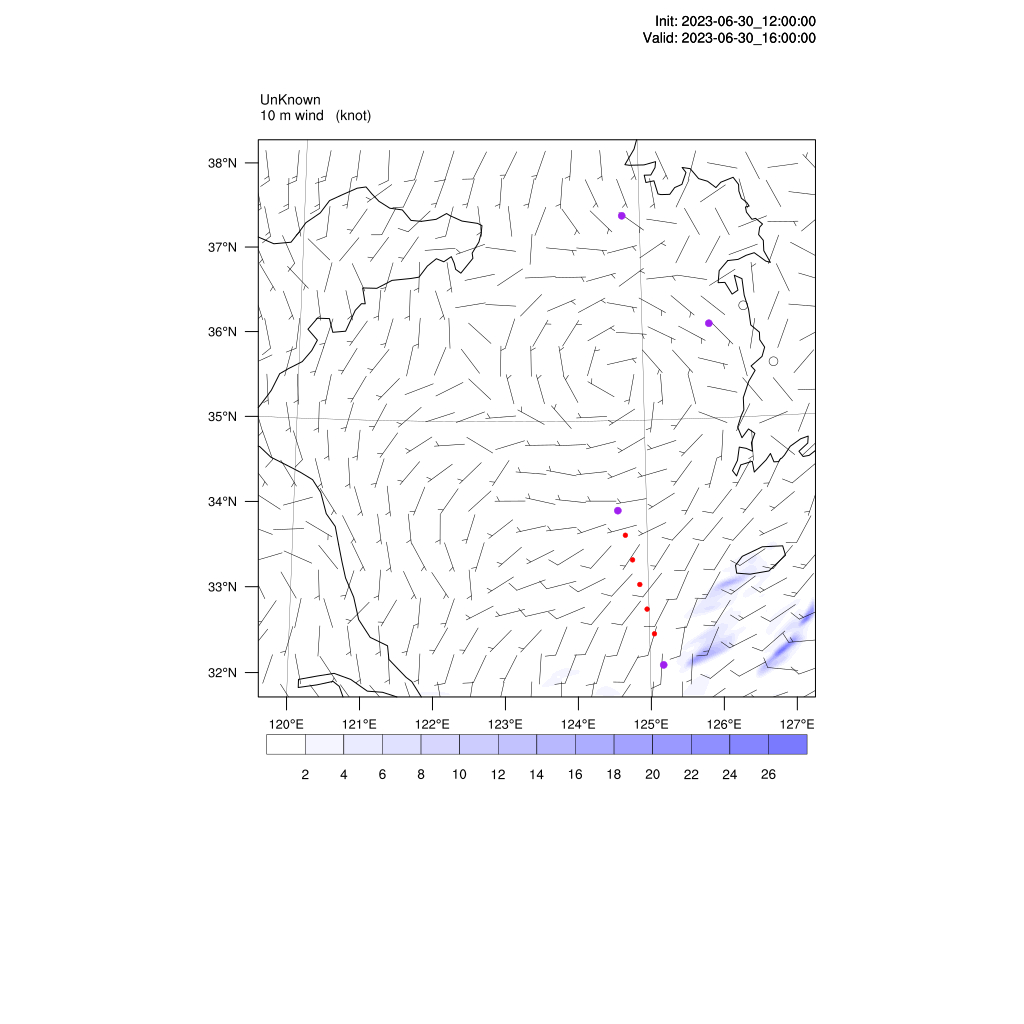 Init: 2023-06-30_12:00:00
Valid: 2023-06-30_16:00:00
UnKnown
10 m wind (knot)
38°N
37°N
36°N
35°N
34°N
33°N
32°N
120°E 121°E 122°E 123°E 124°E 125°E 126°E 127°E
2 4 6 8 10 12 14 16 18 20 22 24 26